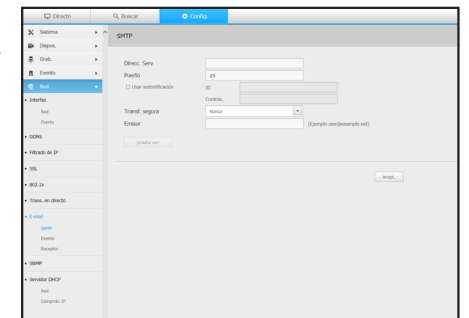 Directo
Buscar
Config.
Sistema
Dispos.
Grab.
Evento
Red
Interfaz
Red
Puerto
DDNS
Filtrado de IP
SSL
802.1x
Trans. en directo
E-mail
SMTP
Evento
Receptor
SNMP
Servidor DHCP
Red
Comprob. IP
SMTP
Direcc. Serv
Puerto
25
Usar autentificación
ID
Contras.
Transf. segura
Nunca
Emisor
(Ejemplo user@example.net)
prueba corr
Acept.